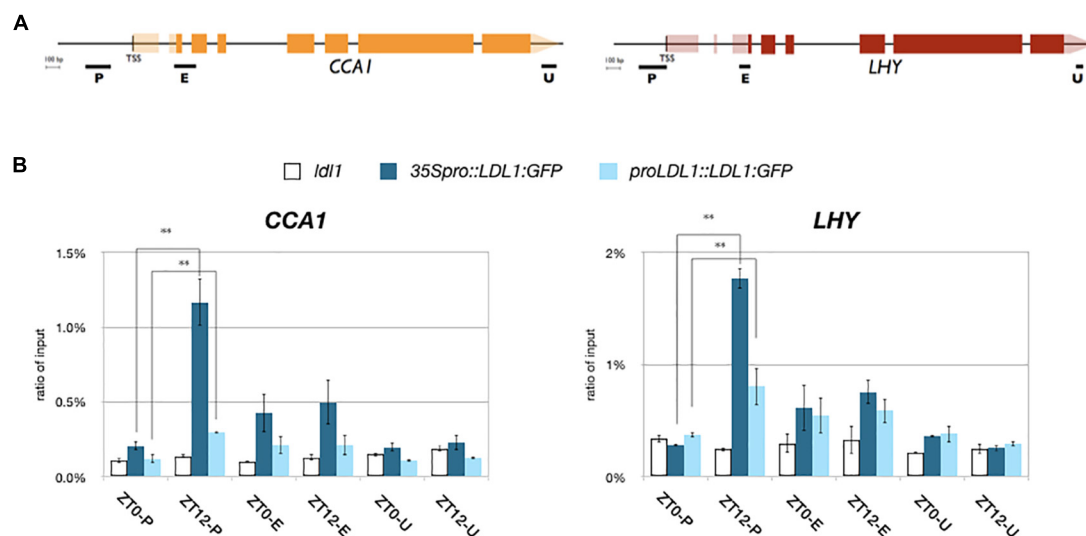 A
TSS
100 bp
P
E
CCA1
U
TSS
100 bp
P
E
LHY
U
B
ldl1
35Spro::LDL1:GFP
proLDL1::LDL1:GFP
CCA1
ratio of input
1.5%
1.0%
0.5%
0.0%
**
**
ZT0-P
ZT12-P
ZT0-E
ZT12-E
ZT0-U
ZT12-U
LHY
ratio of input
2%
1%
0%
**
**
ZT0-P
ZT12-P
ZT0-E
ZT12-E
ZT0-U
ZT12-U